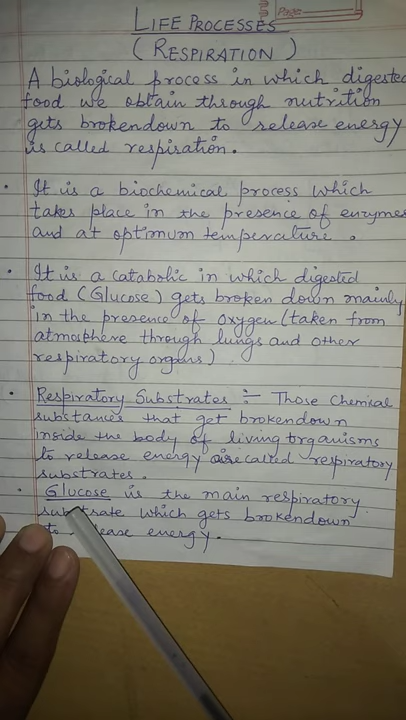 Page
LIFE PROCESSES
(RESPIRATION)
A biological process in which digested
food we obtain through nutrition
gets brokendown to release energy
is called respiration.
• It is a biochemical process which
takes place in the presence of enzymes
and at optimum temperature.
• It is a catabolic in which digested
food (Glucose) gets broken down mainly
in the presence of oxygen (taken from
atmosphere through lungs and other
respiratory organs).
• Respiratory Substrates :- Those Chemical
substances that get brokendown
inside the body of living organisms
to release energy are called respiratory
substrates.
• Glucose is the main respiratory
substrate which gets brokendown
to release energy.